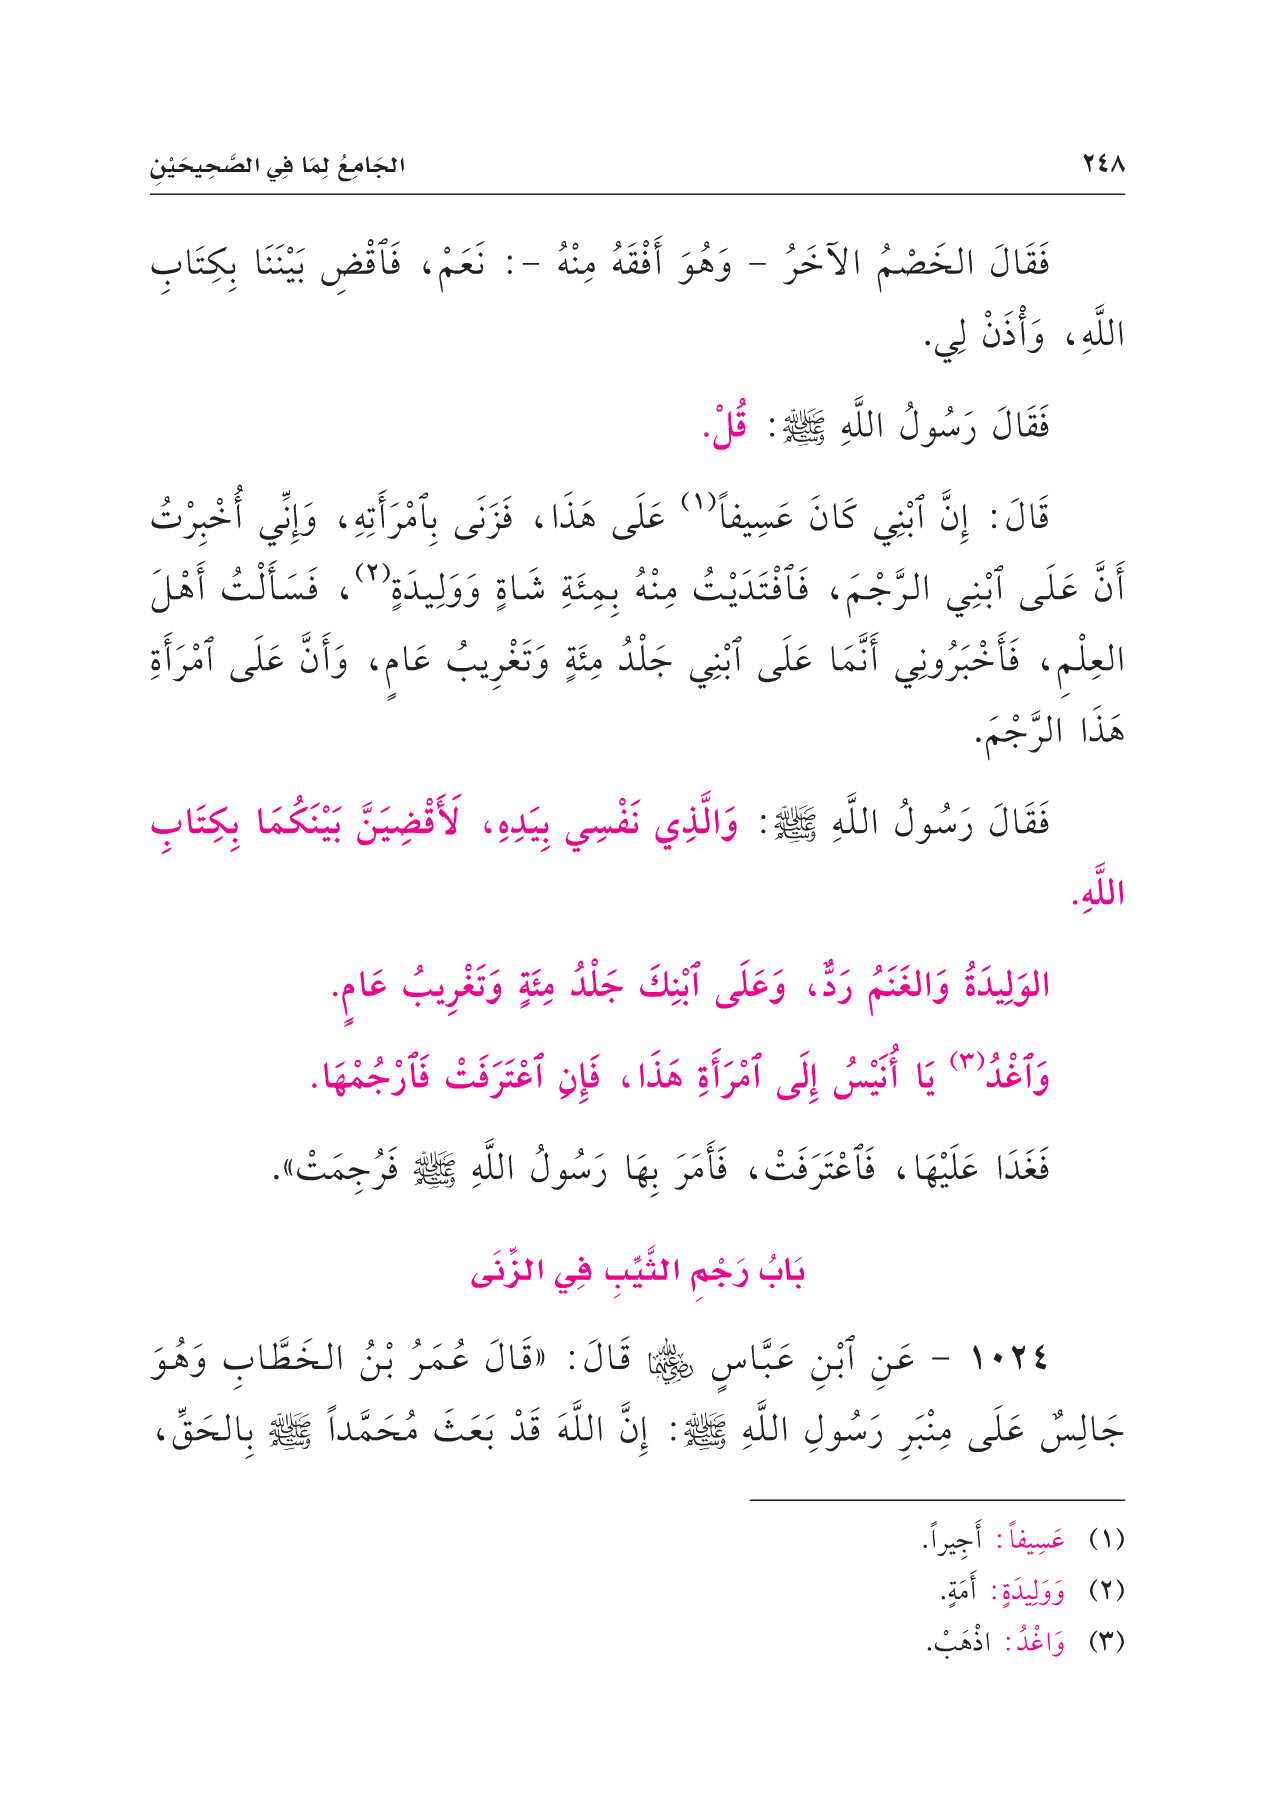 ٢٤٨
الجَامِعُ لِمَا فِي الصَّحِيحَيْنِ
فَقَالَ الخَصْمُ الآخَرُ – وَهُوَ أَفْقَهُ مِنْهُ –: نَعَمْ، فَٱقْضِ بَيْنَنَا بِكِتَابِ
اللَّهِ، وَأْذَنْ لِي.
فَقَالَ رَسُولُ اللَّهِ ﷺ: قُلْ.
قَالَ: إِنَّ ٱبْنِي كَانَ عَسِيفاً(١) عَلَى هَذَا، فَزَنَى بِٱمْرَأَتِهِ، وَإِنِّي أُخْبِرْتُ
أَنَّ عَلَى ٱبْنِي الرَّجْمَ، فَٱفْتَدَيْتُ مِنْهُ بِمِئَةِ شَاةٍ وَوَلِيدَةٍ(٢)، فَسَأَلْتُ أَهْلَ
العِلْمِ، فَأَخْبَرُونِي أَنَّمَا عَلَى ٱبْنِي جَلْدُ مِئَةٍ وَتَغْرِيبُ عَامٍ، وَأَنَّ عَلَى ٱمْرَأَةِ
هَذَا الرَّجْمَ.
فَقَالَ رَسُولُ اللَّهِ ﷺ: وَالَّذِي نَفْسِي بِيَدِهِ، لَأَقْضِيَنَّ بَيْنَكُمَا بِكِتَابِ
اللَّهِ.
الوَلِيدَةُ وَالغَنَمُ رَدٌّ، وَعَلَى ٱبْنِكَ جَلْدُ مِئَةٍ وَتَغْرِيبُ عَامٍ.
وَٱغْدُ(٣) يَا أُنَيْسُ إِلَى ٱمْرَأَةِ هَذَا، فَإِنِ ٱعْتَرَفَتْ فَٱرْجُمْهَا.
فَغَدَا عَلَيْهَا، فَٱعْتَرَفَتْ، فَأَمَرَ بِهَا رَسُولُ اللَّهِ ﷺ فَرُجِمَتْ».
بَابُ رَجْمِ الثَّيِّبِ فِي الزِّنَى
١٠٢٤ – عَنِ ٱبْنِ عَبَّاسٍ رضي الله عنهما قَالَ: «قَالَ عُمَرُ بْنُ الخَطَّابِ وَهُوَ
جَالِسٌ عَلَى مِنْبَرِ رَسُولِ اللَّهِ ﷺ: إِنَّ اللَّهَ قَدْ بَعَثَ مُحَمَّداً ﷺ بِالحَقِّ،
(١) عَسِيفاً: أَجِيراً.
(٢) وَوَلِيدَةٍ: أَمَةٍ.
(٣) وَاغْدُ: اذْهَبْ.